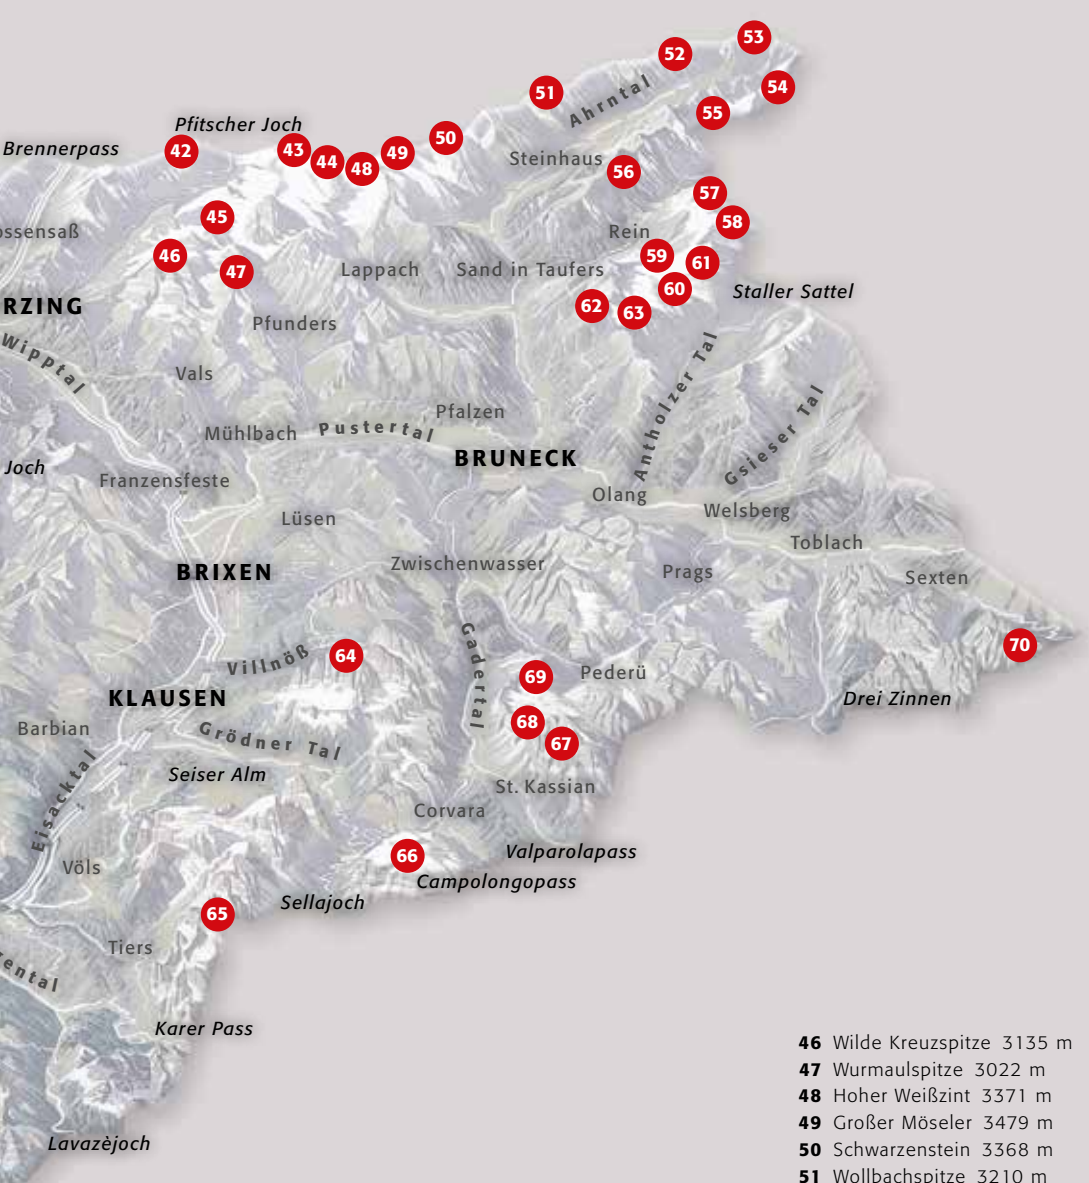 53
52
54
51
55
Ahrntal
Pfitscher Joch
50
Brennerpass
42
43
44
48
49
Steinhaus
56
57
45
58
ossensaß
Rein
46
47
Lappach
Sand in Taufers
59
61
60
Staller Sattel
RZING
62
63
Pfunders
Wipptal
Vals
Antholzer Tal
Gsieser Tal
Pfalzen
Mühlbach
Pustertal
BRUNECK
Joch
Franzensfeste
Olang
Welsberg
Lüsen
Toblach
Zwischenwasser
BRIXEN
Prags
Sexten
70
Villnöß
64
Gadertal
69
Pederü
KLAUSEN
Drei Zinnen
Barbian
Grödner Tal
68
67
Seiser Alm
St. Kassian
Eisacktal
Corvara
Völs
66
Valparolapass
Campolongopass
Sellajoch
65
Tiers
ental
Karer Pass
Lavazèjoch
46 Wilde Kreuzspitze 3135 m
47 Wurmaulspitze 3022 m
48 Hoher Weißzint 3371 m
49 Großer Möseler 3479 m
50 Schwarzenstein 3368 m
51 Wollbachspitze 3210 m